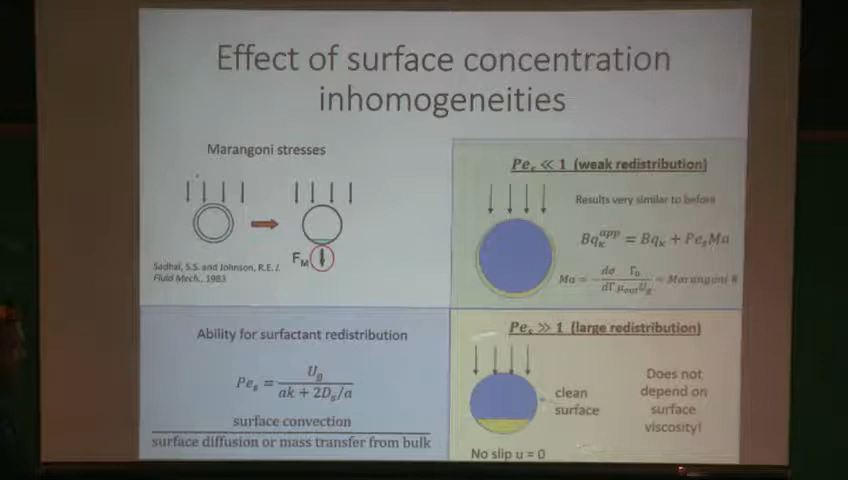 Effect of surface concentration
inhomogeneities
Marangoni stresses
F_M
Sadhal, S.S. and Johnson, R.E. J.
Fluid Mech., 1983
Pe_s ≪ 1 (weak redistribution)
Results very similar to before
Bq_κ^app = Bq_κ + Pe_s Ma
Ma = − dσ/dΓ Γ_0/μ_out U_g = Marangoni #
Ability for surfactant redistribution
Pe_s = U_g / (ak + 2D_s/a)
surface convection
surface diffusion or mass transfer from bulk
Pe_s ≫ 1 (large redistribution)
clean
surface
Does not
depend on
surface
viscosity!
No slip u = 0